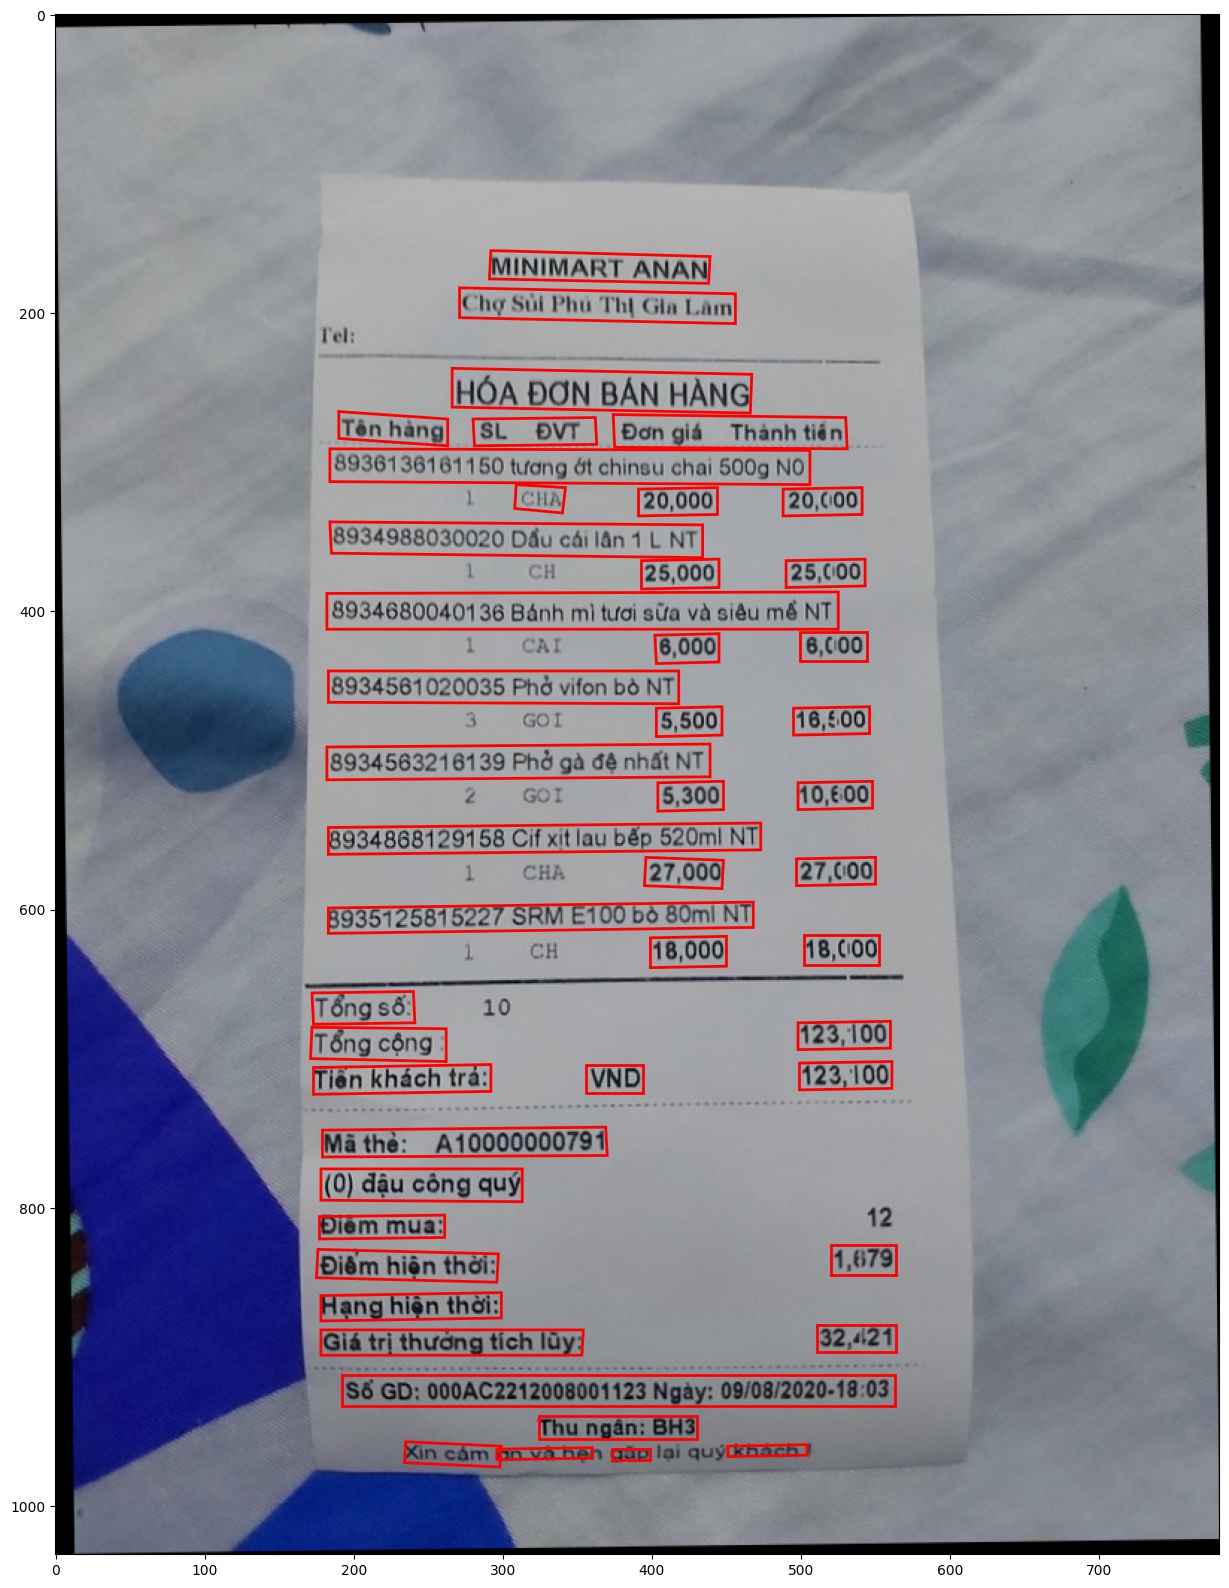 MINIMART ANAN
Chợ Sủi Phú Thị Gia Lâm
Tel:
HÓA ĐƠN BÁN HÀNG
Tên hàng SL ĐVT Đơn giá Thành tiền
8936136161150 tương ớt chinsu chai 500g N0
1 CHA 20,000 20,000
8934988030020 Dầu cái lân 1 L NT
1 CH 25,000 25,000
8934680040136 Bánh mì tươi sữa và siêu mề NT
1 CAI 6,000 6,000
8934561020035 Phở vifon bò NT
3 GOI 5,500 16,500
8934563216139 Phở gà đệ nhất NT
2 GOI 5,300 10,600
8934868129158 Cif xịt lau bếp 520ml NT
1 CHA 27,000 27,000
8935125815227 SRM E100 bò 80ml NT
1 CH 18,000 18,000
Tổng số: 10
Tổng cộng : 123,100
Tiền khách trả: VND 123,100
Mã thẻ: A10000000791
(0) đậu công quý
Điểm mua: 12
Điểm hiện thời: 1,679
Hạng hiện thời:
Giá trị thưởng tích lũy: 32,421
Số GD: 000AC2212008001123 Ngày: 09/08/2020-18:03
Thu ngân: BH3
Xin cảm ơn và hẹn gặp lại quý khách !
0
200
400
600
800
1000
0 100 200 300 400 500 600 700